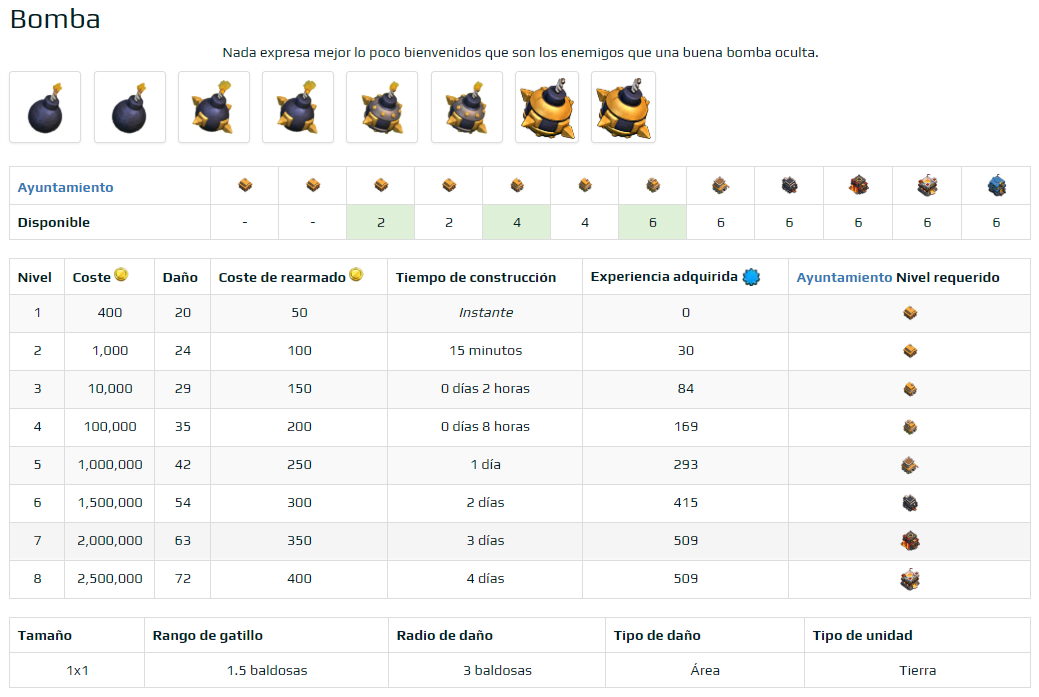 Bomba
Nada expresa mejor lo poco bienvenidos que son los enemigos que una buena bomba oculta.
Ayuntamiento
Disponible - - 2 2 4 4 6 6 6 6 6 6
Nivel Coste Daño Coste de rearmado Tiempo de construcción Experiencia adquirida Ayuntamiento Nivel requerido
1 400 20 50 Instante 0
2 1,000 24 100 15 minutos 30
3 10,000 29 150 0 días 2 horas 84
4 100,000 35 200 0 días 8 horas 169
5 1,000,000 42 250 1 día 293
6 1,500,000 54 300 2 días 415
7 2,000,000 63 350 3 días 509
8 2,500,000 72 400 4 días 509
Tamaño Rango de gatillo Radio de daño Tipo de daño Tipo de unidad
1x1 1.5 baldosas 3 baldosas Área Tierra